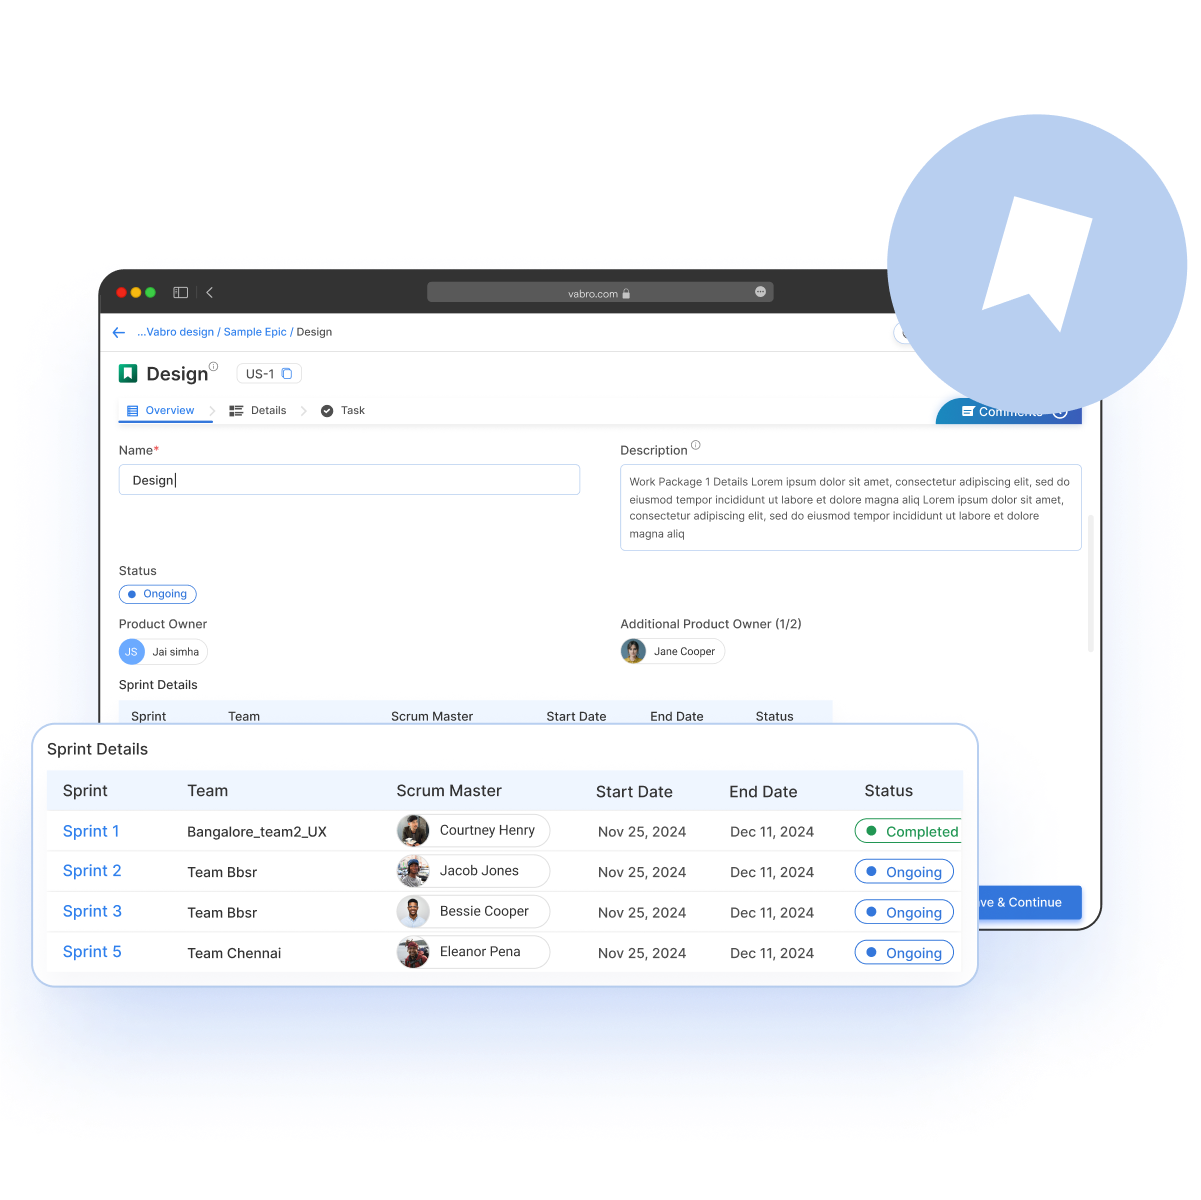 vabro.com
...Vabro design / Sample Epic / Design
Design
US-1
Overview
Details
Task
Comments
Name*
Design
Description
Work Package 1 Details Lorem ipsum dolor sit amet, consectetur adipiscing elit, sed do
eiusmod tempor incididunt ut labore et dolore magna aliq Lorem ipsum dolor sit amet,
consectetur adipiscing elit, sed do eiusmod tempor incididunt ut labore et dolore
magna aliq
Status
Ongoing
Product Owner
JS Jai simha
Additional Product Owner (1/2)
Jane Cooper
Sprint Details
Sprint Team Scrum Master Start Date End Date Status
Sprint Details
Sprint Team Scrum Master Start Date End Date Status
Sprint 1 Bangalore_team2_UX Courtney Henry Nov 25, 2024 Dec 11, 2024 Completed
Sprint 2 Team Bbsr Jacob Jones Nov 25, 2024 Dec 11, 2024 Ongoing
Sprint 3 Team Bbsr Bessie Cooper Nov 25, 2024 Dec 11, 2024 Ongoing
Sprint 5 Team Chennai Eleanor Pena Nov 25, 2024 Dec 11, 2024 Ongoing
ve & Continue